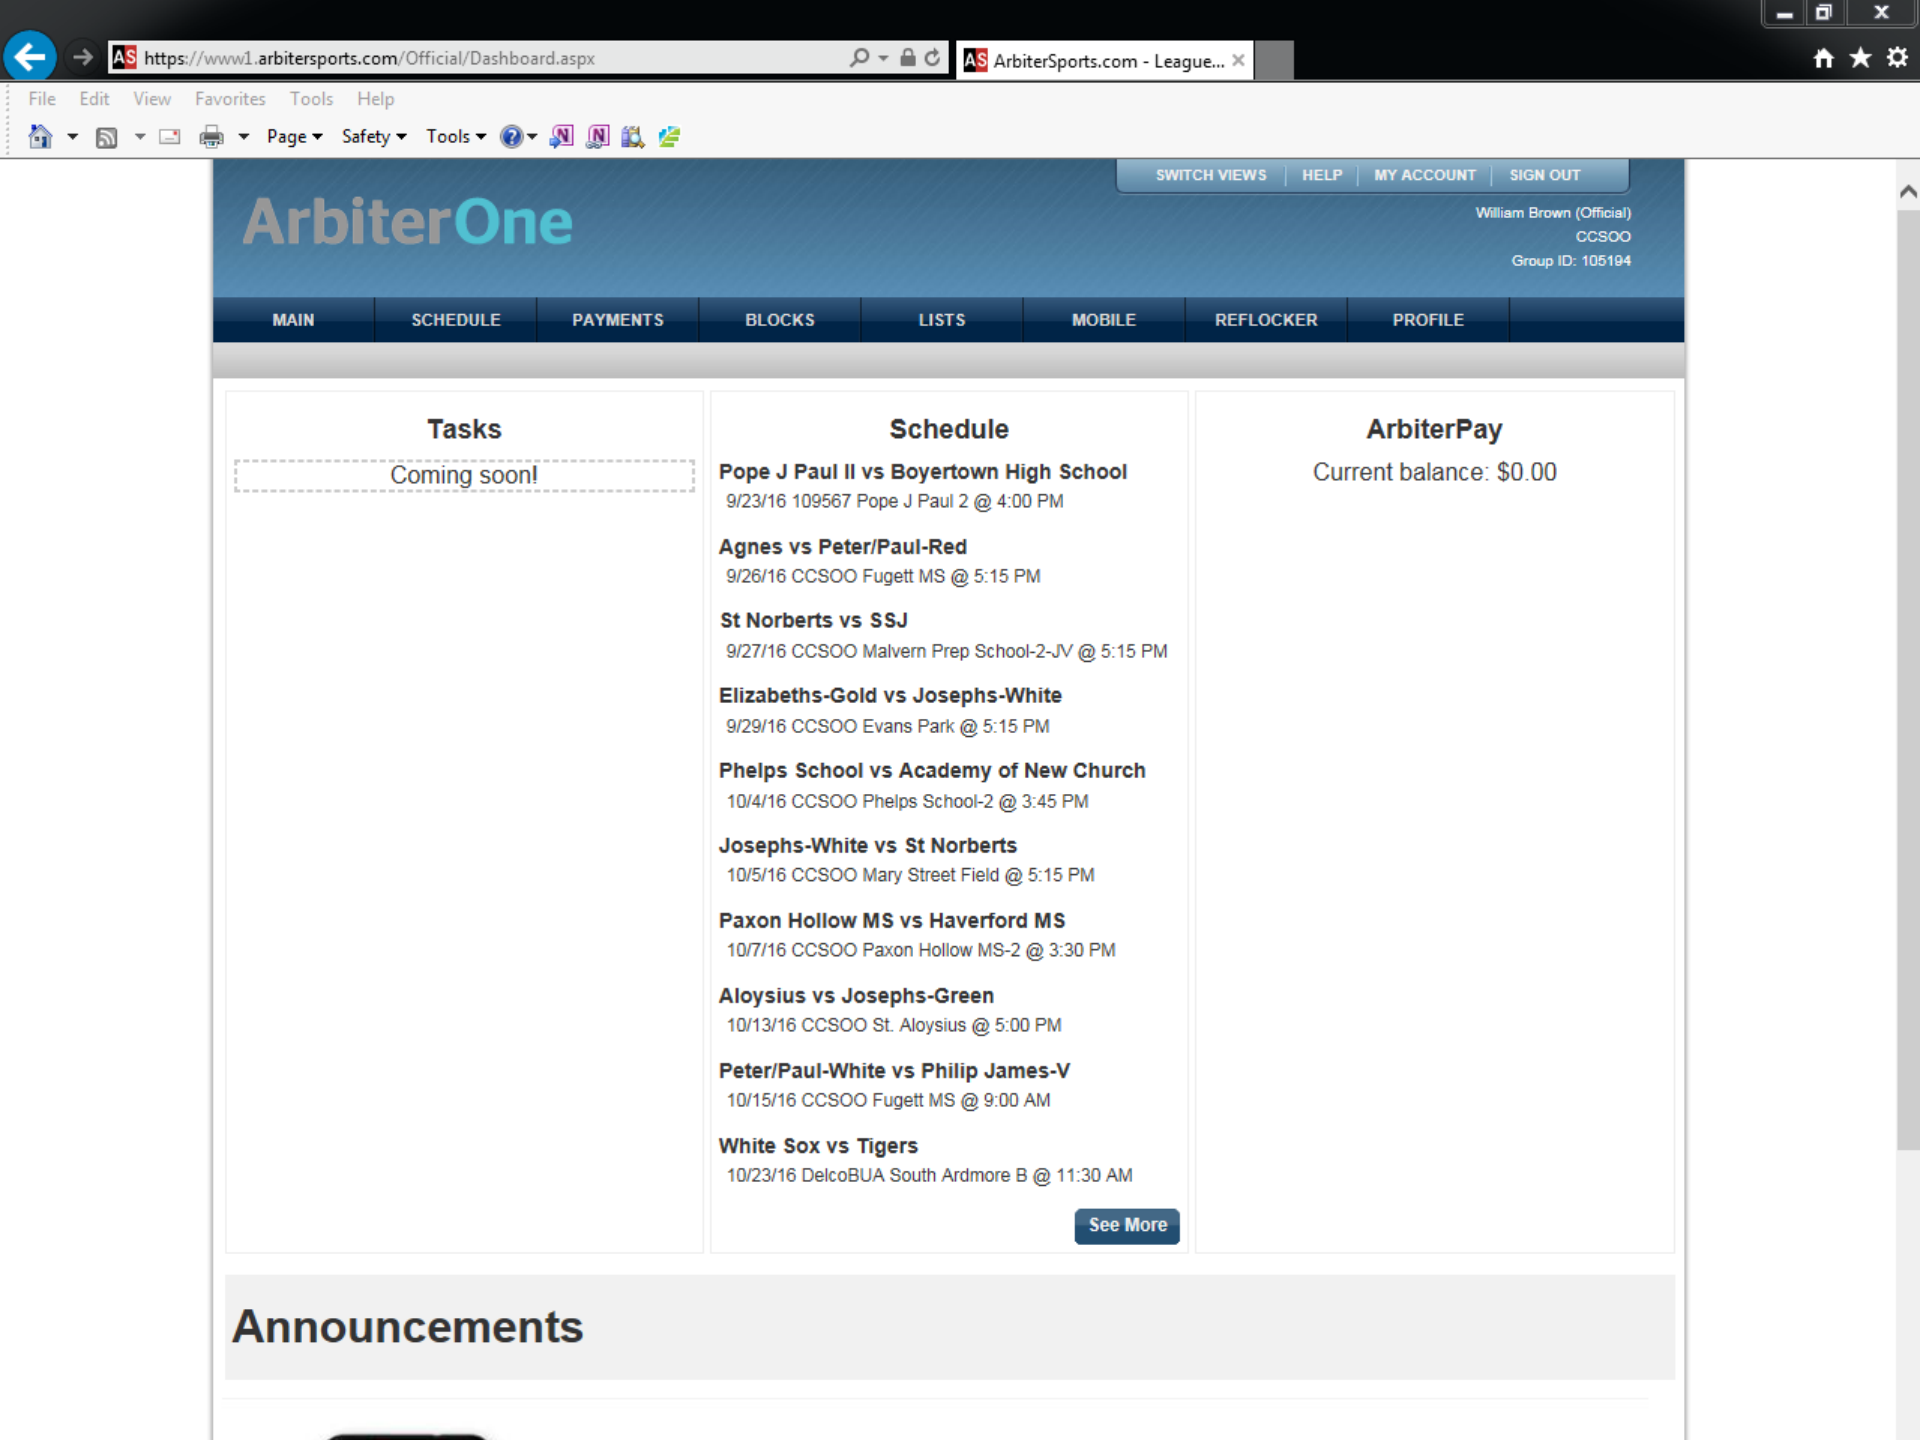 AS https://www1.arbitersports.com/Official/Dashboard.aspx
AS ArbiterSports.com - League...
File Edit View Favorites Tools Help
Page Safety Tools
SWITCH VIEWS HELP MY ACCOUNT SIGN OUT
ArbiterOne
William Brown (Official)
CCSOO
Group ID: 105194
MAIN SCHEDULE PAYMENTS BLOCKS LISTS MOBILE REFLOCKER PROFILE
Tasks
Coming soon!
Schedule
Pope J Paul II vs Boyertown High School
9/23/16 109567 Pope J Paul 2 @ 4:00 PM
Agnes vs Peter/Paul-Red
9/26/16 CCSOO Fugett MS @ 5:15 PM
St Norberts vs SSJ
9/27/16 CCSOO Malvern Prep School-2-JV @ 5:15 PM
Elizabeths-Gold vs Josephs-White
9/29/16 CCSOO Evans Park @ 5:15 PM
Phelps School vs Academy of New Church
10/4/16 CCSOO Phelps School-2 @ 3:45 PM
Josephs-White vs St Norberts
10/5/16 CCSOO Mary Street Field @ 5:15 PM
Paxon Hollow MS vs Haverford MS
10/7/16 CCSOO Paxon Hollow MS-2 @ 3:30 PM
Aloysius vs Josephs-Green
10/13/16 CCSOO St. Aloysius @ 5:00 PM
Peter/Paul-White vs Philip James-V
10/15/16 CCSOO Fugett MS @ 9:00 AM
White Sox vs Tigers
10/23/16 DelcoBUA South Ardmore B @ 11:30 AM
See More
ArbiterPay
Current balance: $0.00
Announcements